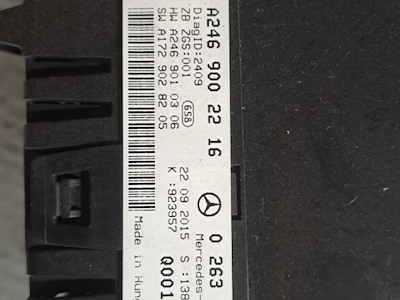 A246 900 22 16 0 263
DiagID:2409
ZB ZGS:001
HW A246 901 03 06
SW A172 902 82 05
658
22 09 2015 S :138
K :923957
Mercedes-
Made in Hun
Q001